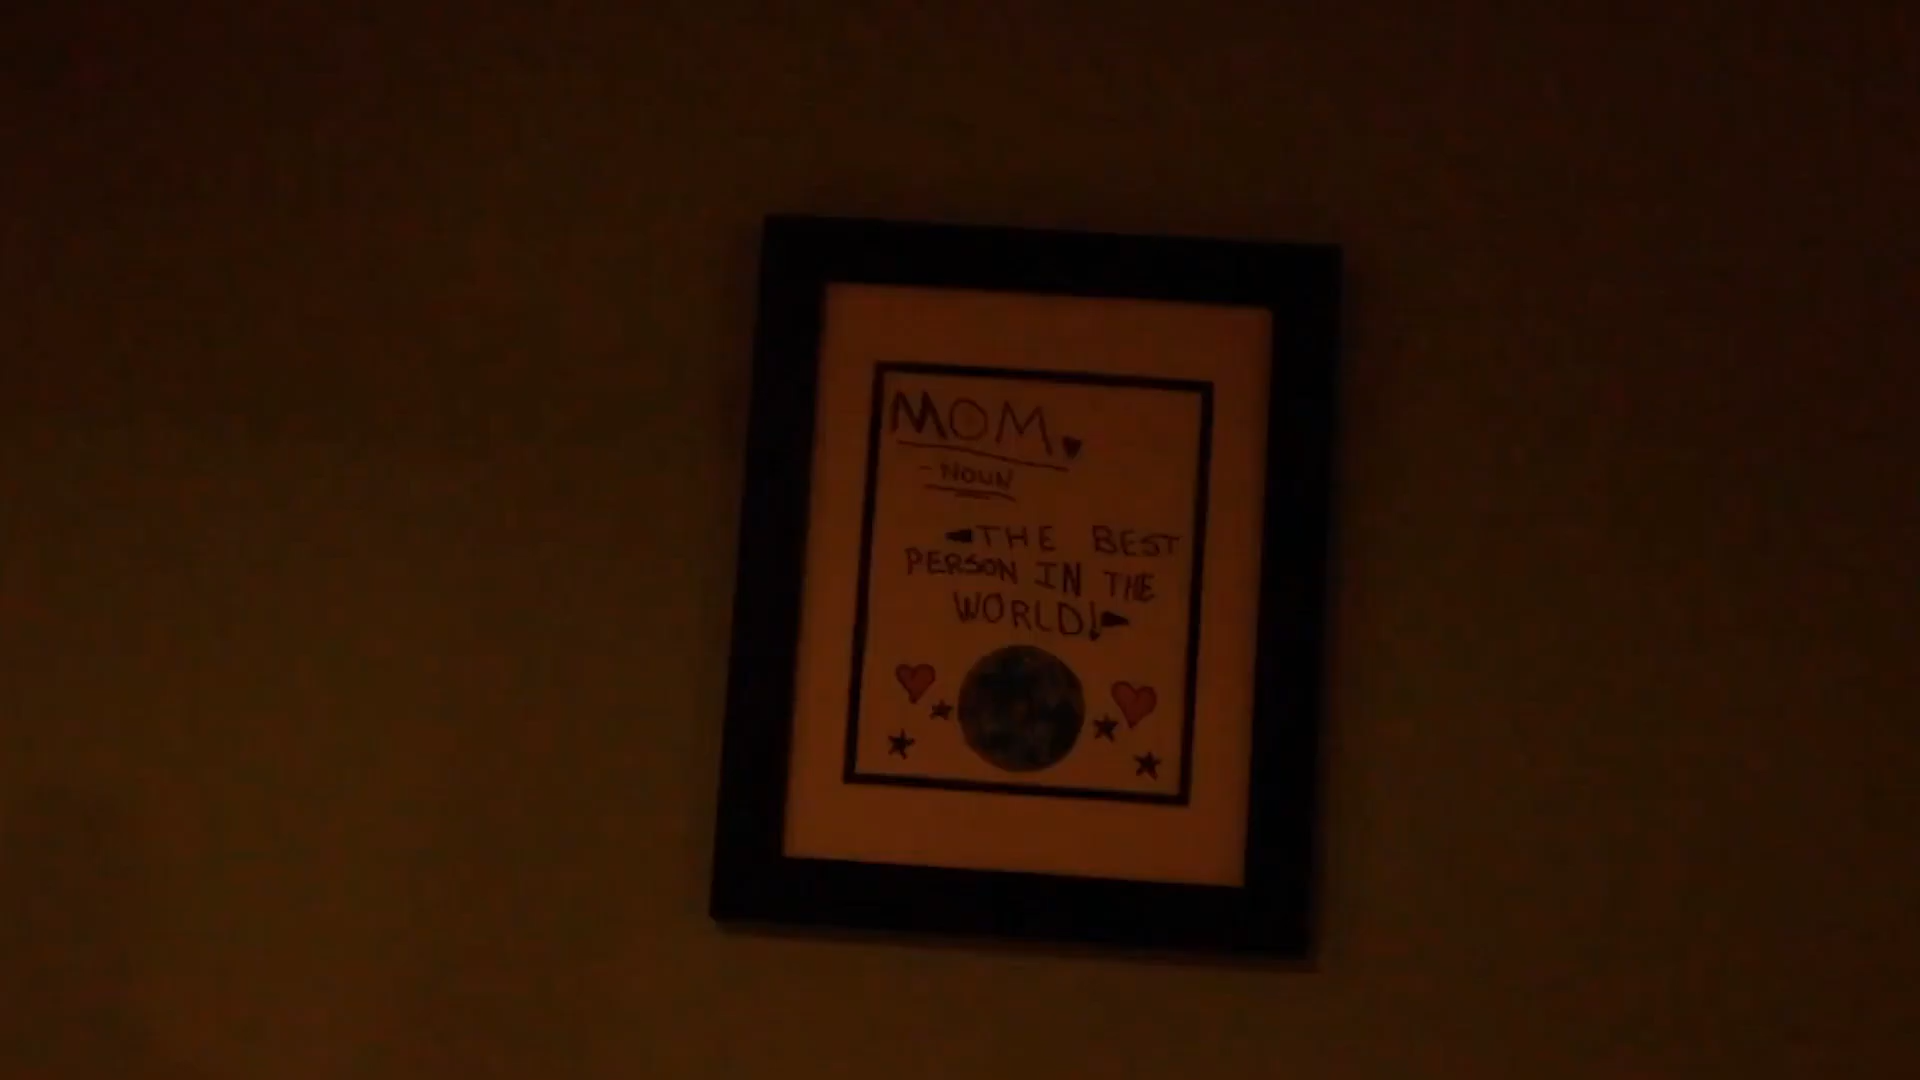 MOM.
- NOUN
THE BEST
PERSON IN THE
WORLD!